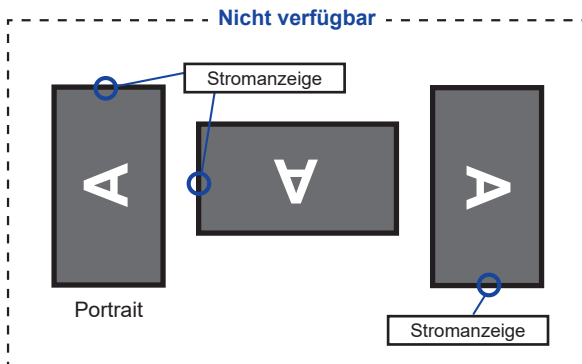 Nicht verfügbar
Stromanzeige
A
A
A
Portrait
Stromanzeige